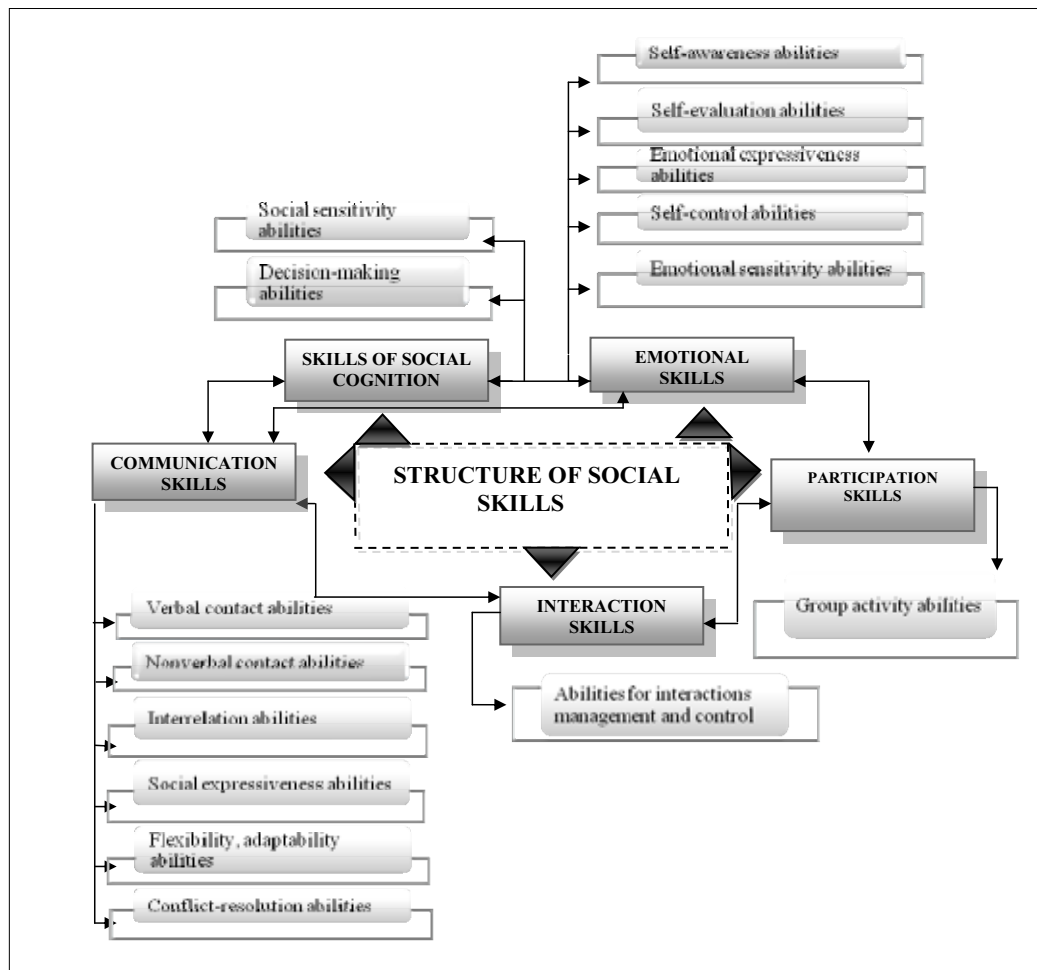 Self-awareness abilities
Self-evaluation abilities
Emotional expressiveness
abilities
Self-control abilities
Emotional sensitivity abilities
Social sensitivity
abilities
Decision-making
abilities
SKILLS OF SOCIAL
COGNITION
EMOTIONAL
SKILLS
COMMUNICATION
SKILLS
STRUCTURE OF SOCIAL
SKILLS
PARTICIPATION
SKILLS
INTERACTION
SKILLS
Group activity abilities
Abilities for interactions
management and control
Verbal contact abilities
Nonverbal contact abilities
Interrelation abilities
Social expressiveness abilities
Flexibility, adaptability
abilities
Conflict-resolution abilities